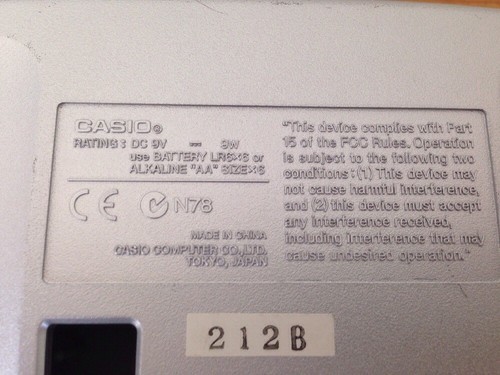 CASIO®
RATING : DC 9V ⎓ 9W
use BATTERY LR6×6 or
ALKALINE "AA" SIZE×6
CE N78
MADE IN CHINA
CASIO COMPUTER CO.,LTD.
TOKYO, JAPAN
"This device complies with Part
15 of the FCC Rules. Operation
is subject to the following two
conditions : (1) This device may
not cause harmful interference,
and (2) this device must accept
any interference received,
including interference that may
cause undesired operation."
212B